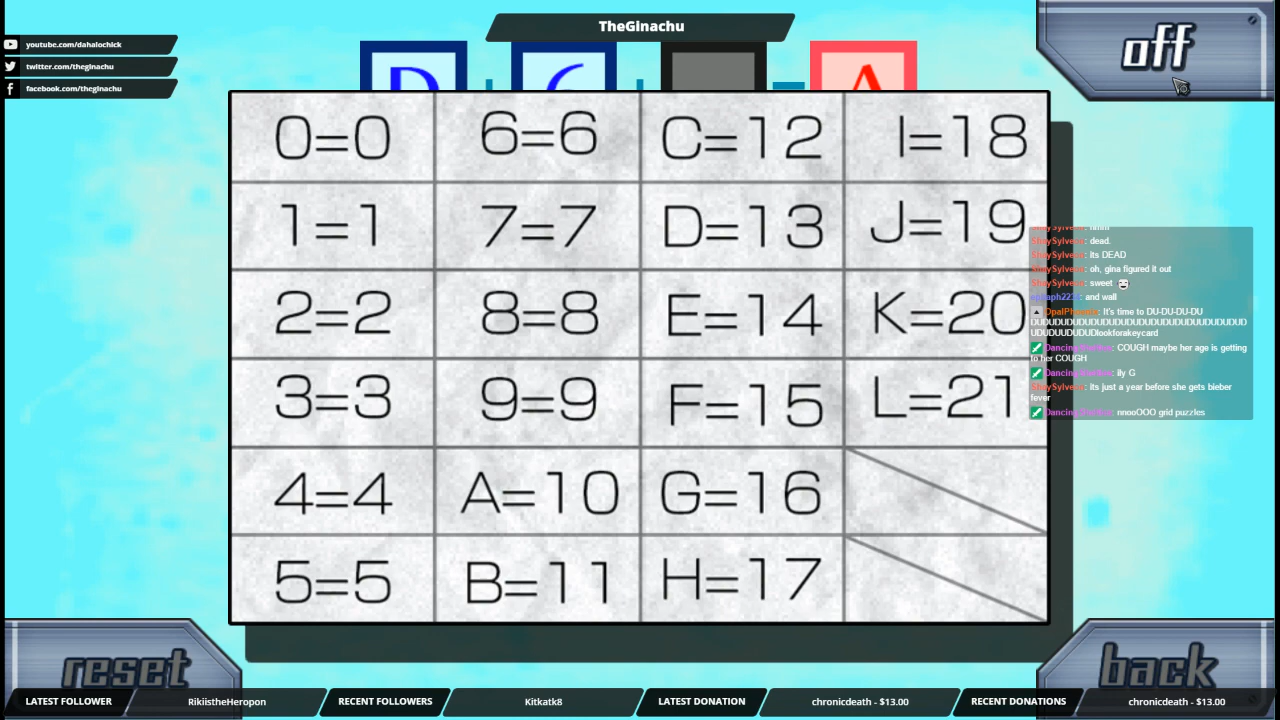 TheGinachu
youtube.com/dahalochick
twitter.com/theginachu
facebook.com/theginachu
off
D + 6 + = A
0=0 6=6 C=12 I=18
1=1 7=7 D=13 J=19
2=2 8=8 E=14 K=20
3=3 9=9 F=15 L=21
4=4 A=10 G=16
5=5 B=11 H=17
dead.
its DEAD
oh, gina figured it out
sweet
and wall
It's time to DU-DU-DU-DU
COUGH maybe her age is getting
to her COUGH
ily G
its just a year before she gets bieber
fever
nnooOOO grid puzzles
reset
back
LATEST FOLLOWER RikiistheHeropon RECENT FOLLOWERS Kitkatk8 LATEST DONATION chronicdeath - $13.00 RECENT DONATIONS chronicdeath - $13.00